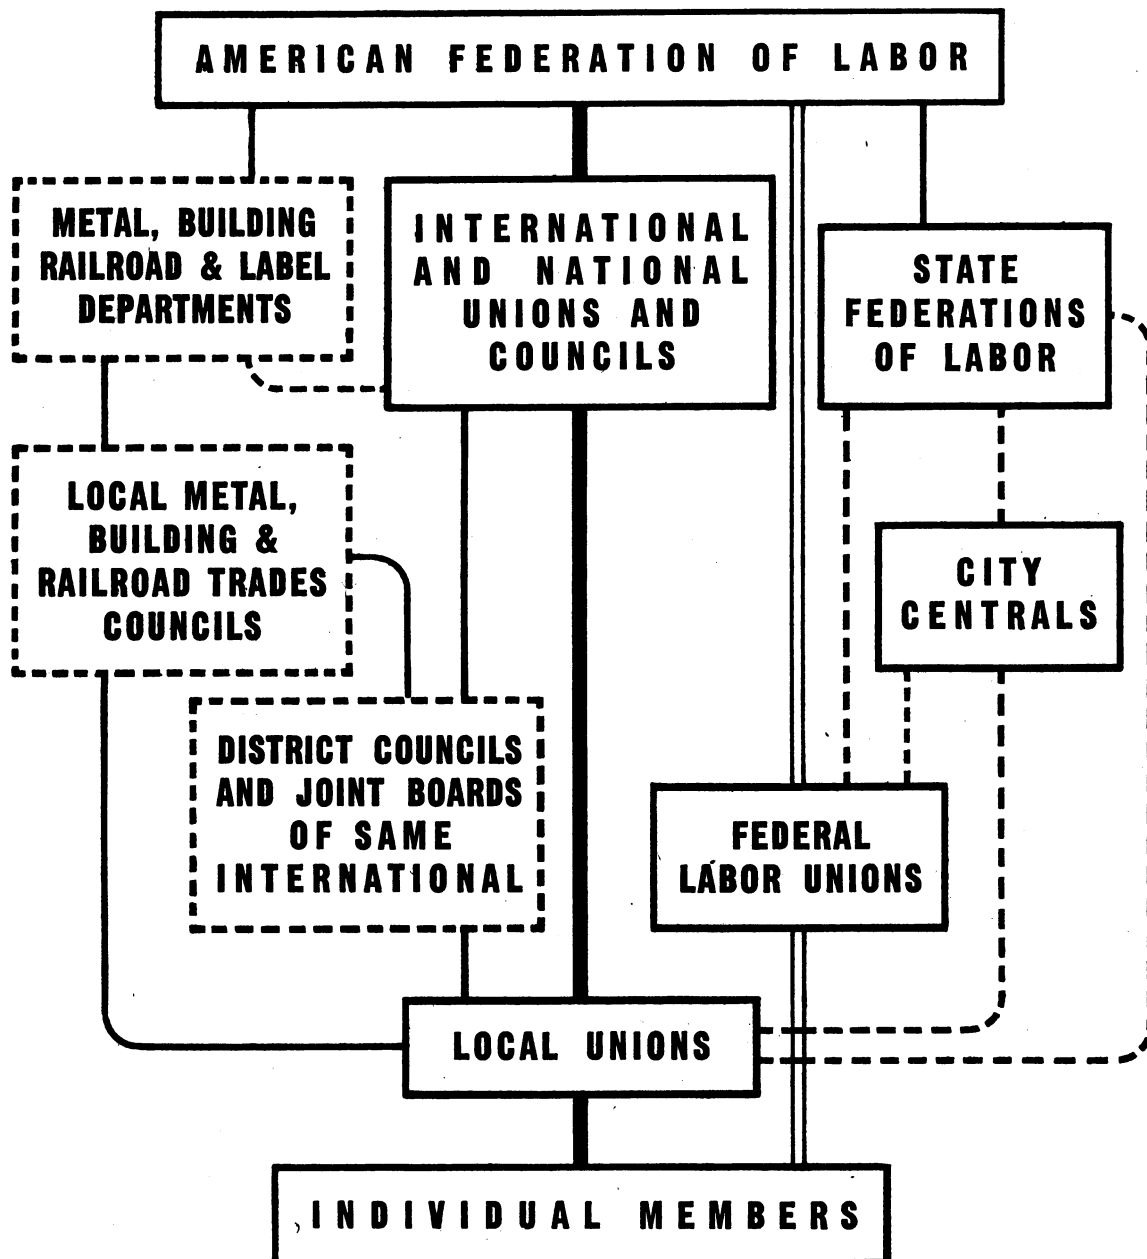 AMERICAN FEDERATION OF LABOR
METAL, BUILDING
RAILROAD & LABEL
DEPARTMENTS
INTERNATIONAL
AND NATIONAL
UNIONS AND
COUNCILS
STATE
FEDERATIONS
OF LABOR
LOCAL METAL,
BUILDING &
RAILROAD TRADES
COUNCILS
CITY
CENTRALS
DISTRICT COUNCILS
AND JOINT BOARDS
OF SAME
INTERNATIONAL
FEDERAL
LABOR UNIONS
LOCAL UNIONS
INDIVIDUAL MEMBERS